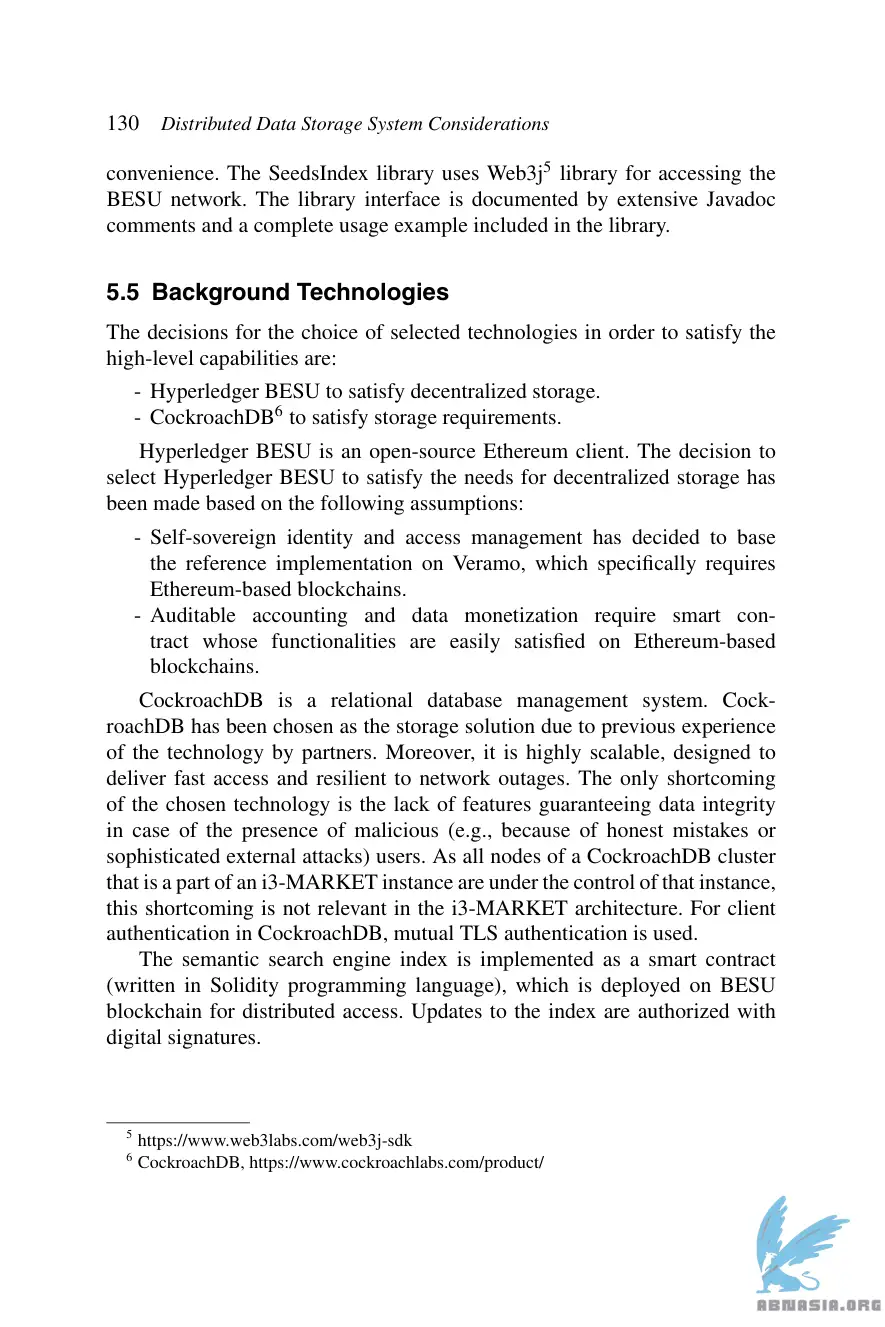 130 Distributed Data Storage System Considerations
convenience. The SeedsIndex library uses Web3j5 library for accessing the
BESU network. The library interface is documented by extensive Javadoc
comments and a complete usage example included in the library.
5.5 Background Technologies
The decisions for the choice of selected technologies in order to satisfy the
high-level capabilities are:
- Hyperledger BESU to satisfy decentralized storage.
- CockroachDB6 to satisfy storage requirements.
Hyperledger BESU is an open-source Ethereum client. The decision to
select Hyperledger BESU to satisfy the needs for decentralized storage has
been made based on the following assumptions:
- Self-sovereign identity and access management has decided to base
the reference implementation on Veramo, which specifically requires
Ethereum-based blockchains.
- Auditable accounting and data monetization require smart con-
tract whose functionalities are easily satisfied on Ethereum-based
blockchains.
CockroachDB is a relational database management system. Cock-
roachDB has been chosen as the storage solution due to previous experience
of the technology by partners. Moreover, it is highly scalable, designed to
deliver fast access and resilient to network outages. The only shortcoming
of the chosen technology is the lack of features guaranteeing data integrity
in case of the presence of malicious (e.g., because of honest mistakes or
sophisticated external attacks) users. As all nodes of a CockroachDB cluster
that is a part of an i3-MARKET instance are under the control of that instance,
this shortcoming is not relevant in the i3-MARKET architecture. For client
authentication in CockroachDB, mutual TLS authentication is used.
The semantic search engine index is implemented as a smart contract
(written in Solidity programming language), which is deployed on BESU
blockchain for distributed access. Updates to the index are authorized with
digital signatures.
5 https://www.web3labs.com/web3j-sdk
6 CockroachDB, https://www.cockroachlabs.com/product/
ABNASIA.ORG